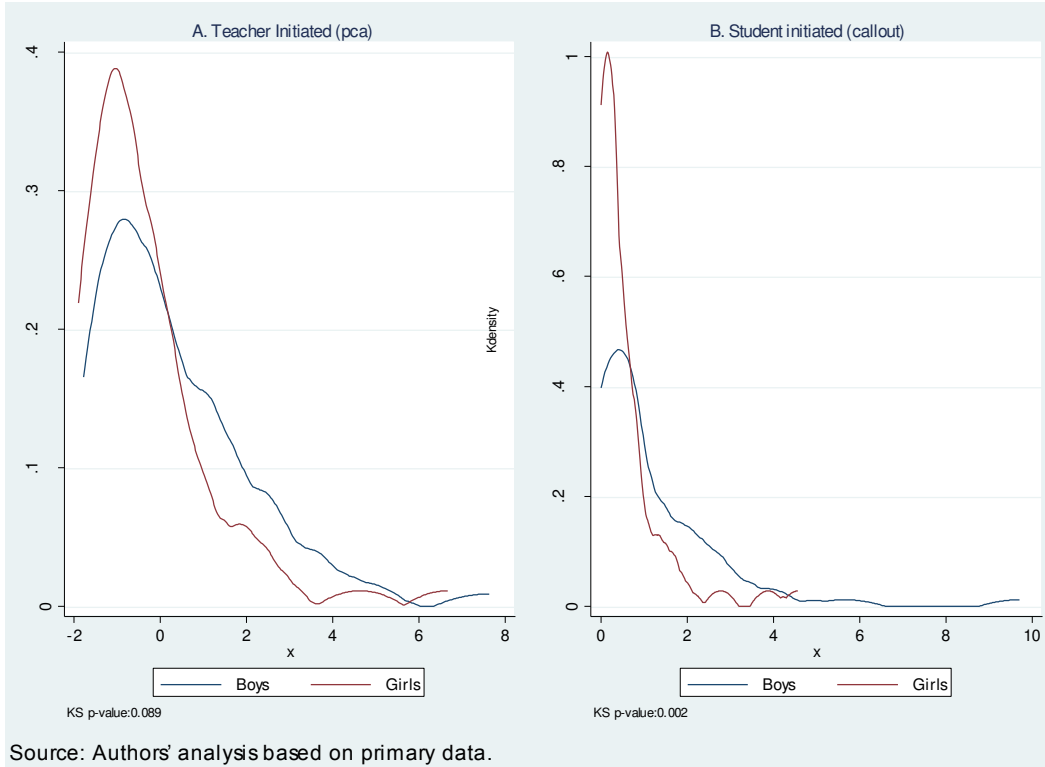 A. Teacher Initiated (pca)
.4
.3
.2
.1
0
-2 0 2 4 6 8
x
Boys Girls
KS p-value:0.089
B. Student initiated (callout)
Kdensity
1
.8
.6
.4
.2
0
0 2 4 6 8 10
x
Boys Girls
KS p-value:0.002
Source: Authors' analysis based on primary data.